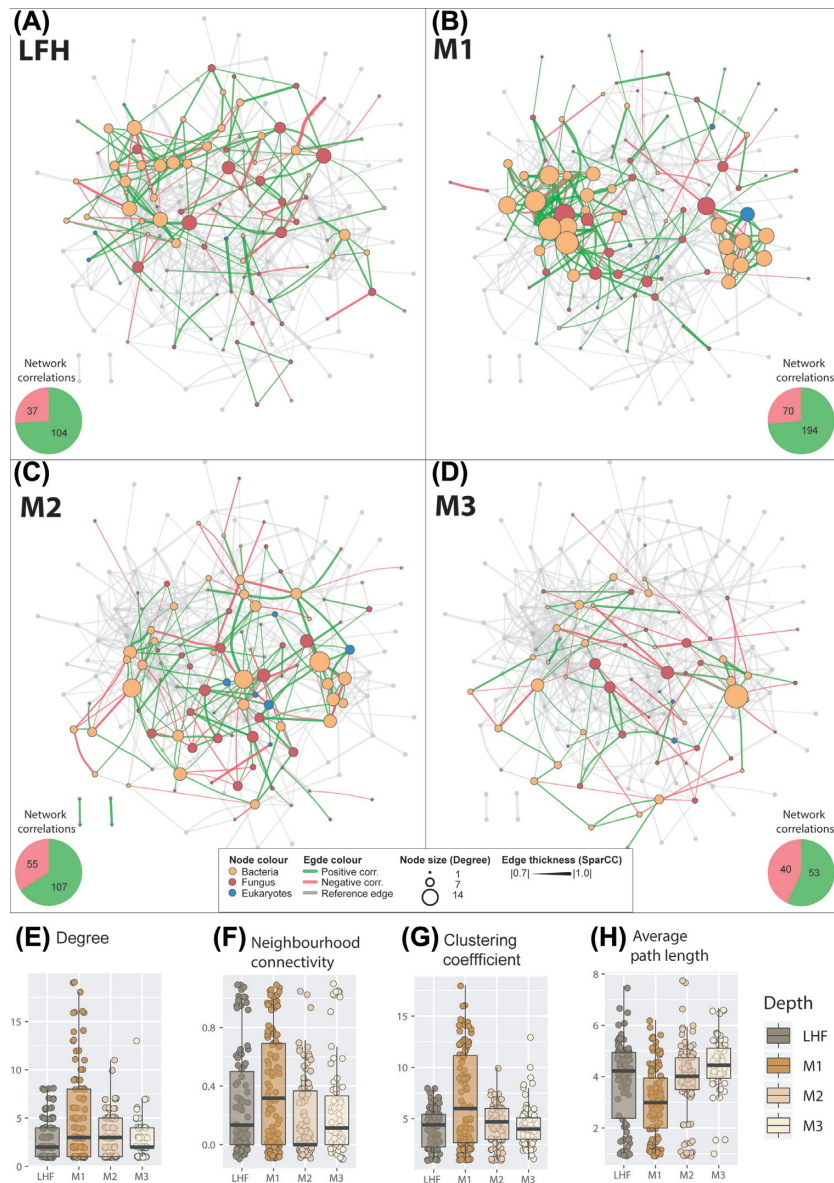 (A)
LFH
(B)
M1
Network
correlations
37
104
Network
correlations
70
194
(C)
M2
(D)
M3
Network
correlations
55
107
Network
correlations
40
53
Node colour
Bacteria
Fungus
Eukaryotes
Egde colour
Positive corr.
Negative corr.
Reference edge
Node size (Degree)
1
7
14
Edge thickness (SparCC)
|0.7| |1.0|
(E) Degree
15
10
5
0
LHF M1 M2 M3
(F) Neighbourhood
connectivity
0.8
0.4
0.0
LHF M1 M2 M3
(G) Clustering
coeffficient
15
10
5
LHF M1 M2 M3
(H) Average
path length
8
6
4
2
LHF M1 M2 M3
Depth
LHF
M1
M2
M3